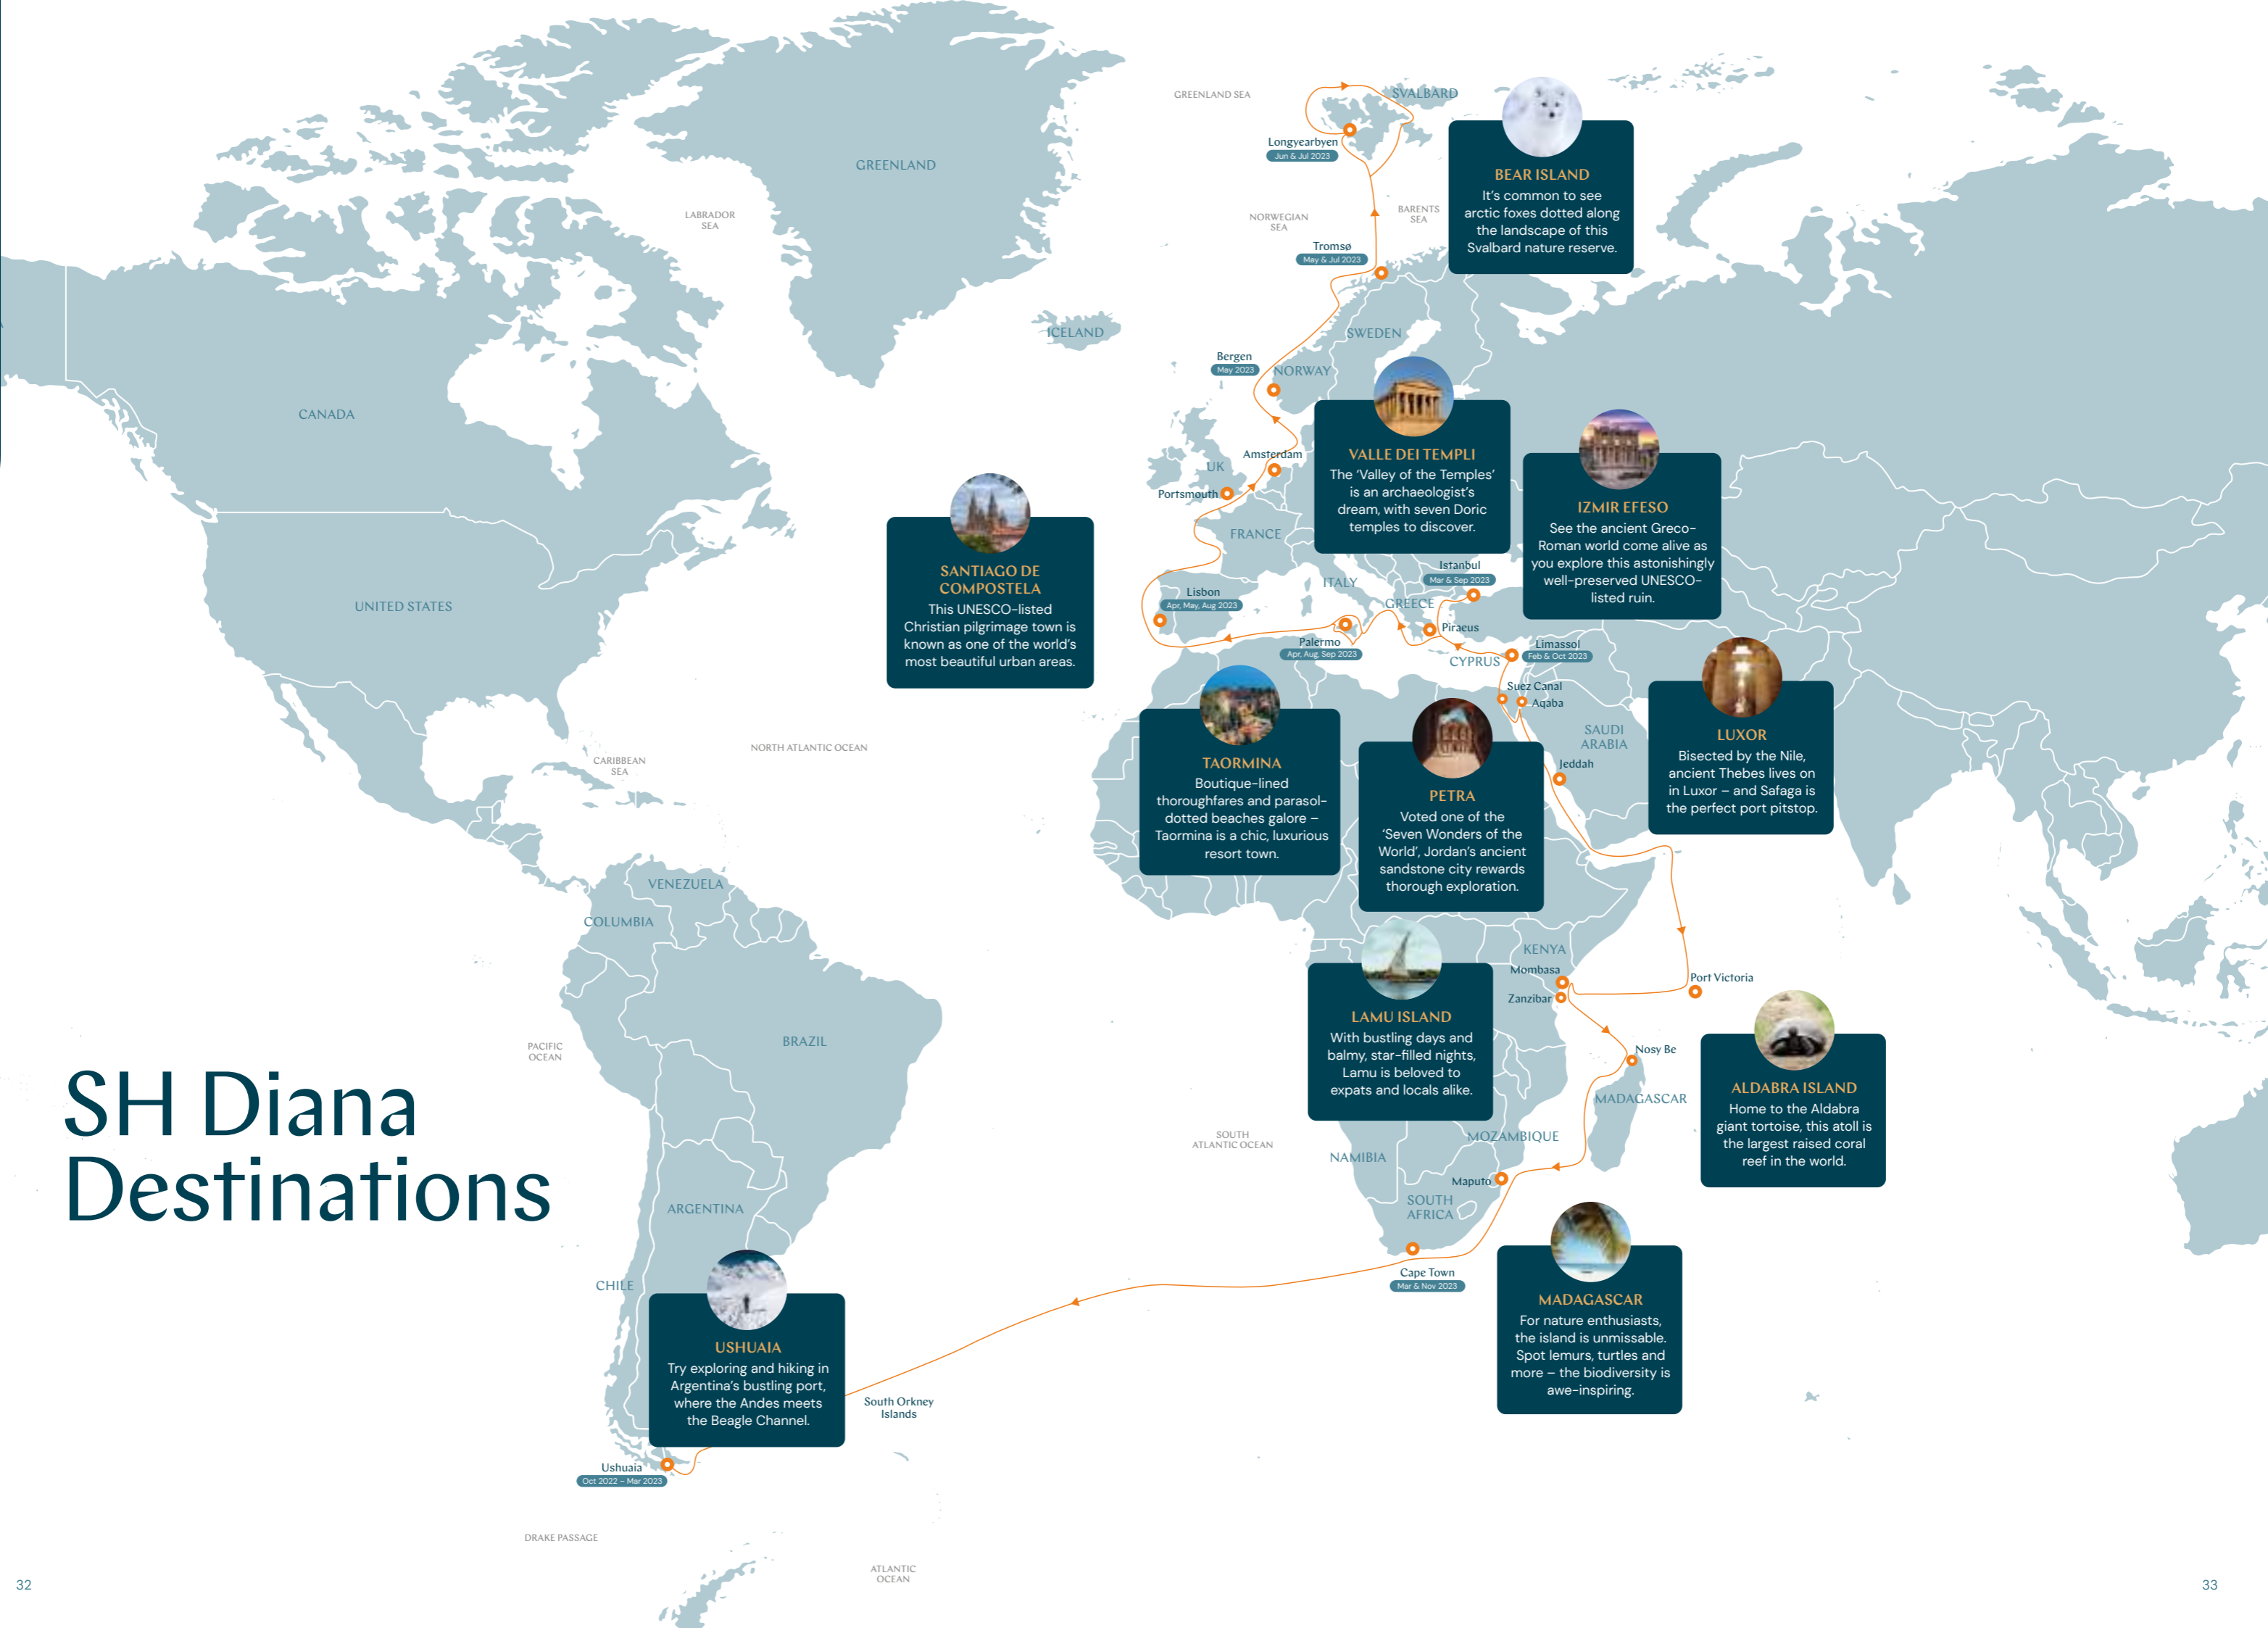 SH Diana
Destinations
GREENLAND SEA
SVALBARD
Longyearbyen
Jun & Jul 2023
GREENLAND
LABRADOR
SEA
NORWEGIAN
SEA
BARENTS
SEA
Tromsø
May & Jul 2023
BEAR ISLAND
It's common to see
arctic foxes dotted along
the landscape of this
Svalbard nature reserve.
ICELAND
SWEDEN
Bergen
May 2023
NORWAY
CANADA
UK
Amsterdam
Portsmouth
FRANCE
VALLE DEI TEMPLI
The ‘Valley of the Temples’
is an archaeologist’s
dream, with seven Doric
temples to discover.
IZMIR EFESO
See the ancient Greco-
Roman world come alive as
you explore this astonishingly
well-preserved UNESCO-
listed ruin.
SANTIAGO DE
COMPOSTELA
This UNESCO-listed
Christian pilgrimage town is
known as one of the world’s
most beautiful urban areas.
UNITED STATES
Lisbon
Apr, May, Aug 2023
ITALY
Istanbul
Mar & Sep 2023
GREECE
Piraeus
Palermo
Apr, Aug, Sep 2023
CYPRUS
Limassol
Feb & Oct 2023
Suez Canal
Aqaba
SAUDI
ARABIA
Jeddah
LUXOR
Bisected by the Nile,
ancient Thebes lives on
in Luxor – and Safaga is
the perfect port pitstop.
TAORMINA
Boutique-lined
thoroughfares and parasol-
dotted beaches galore –
Taormina is a chic, luxurious
resort town.
PETRA
Voted one of the
‘Seven Wonders of the
World’, Jordan’s ancient
sandstone city rewards
thorough exploration.
NORTH ATLANTIC OCEAN
CARIBBEAN
SEA
VENEZUELA
COLUMBIA
BRAZIL
PACIFIC
OCEAN
KENYA
Mombasa
Zanzibar
Port Victoria
LAMU ISLAND
With bustling days and
balmy, star-filled nights,
Lamu is beloved to
expats and locals alike.
Nosy Be
MADAGASCAR
ALDABRA ISLAND
Home to the Aldabra
giant tortoise, this atoll is
the largest raised coral
reef in the world.
SOUTH
ATLANTIC OCEAN
MOZAMBIQUE
NAMIBIA
Maputo
SOUTH
AFRICA
Cape Town
Mar & Nov 2023
MADAGASCAR
For nature enthusiasts,
the island is unmissable.
Spot lemurs, turtles and
more – the biodiversity is
awe-inspiring.
ARGENTINA
CHILE
USHUAIA
Try exploring and hiking in
Argentina’s bustling port,
where the Andes meets
the Beagle Channel.
South Orkney
Islands
Ushuaia
Oct 2022 – Mar 2023
DRAKE PASSAGE
ATLANTIC
OCEAN
32
33